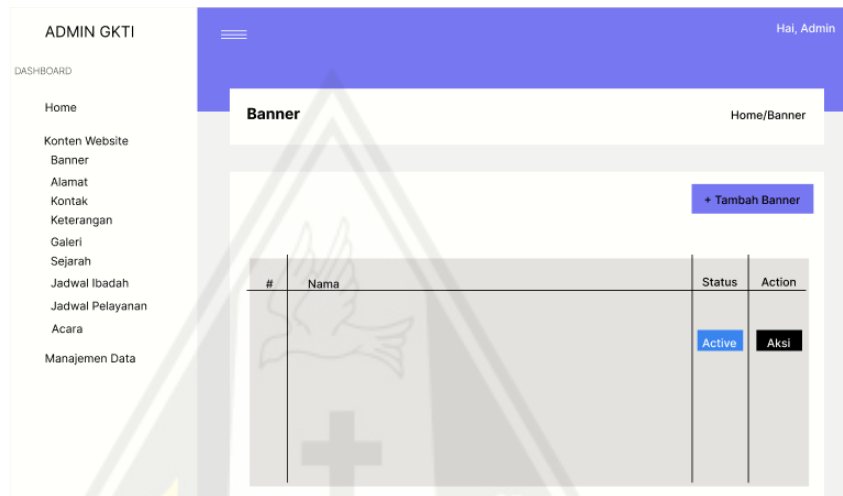 ADMIN GKTI
Hai, Admin
DASHBOARD
Home
Banner
Home/Banner
Konten Website
Banner
Alamat
Kontak
Keterangan
Galeri
Sejarah
Jadwal Ibadah
Jadwal Pelayanan
Acara
Manajemen Data
+ Tambah Banner
# Nama Status Action
Active Aksi